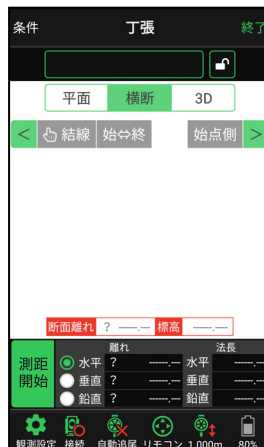 条件 丁張 終了
平面 横断 3D
< 結線 始⇔終 始点側 >
断面離れ ? -----.--- 標高 -----.---
離れ 法長
測距開始
水平 ? -----.--- 水平 -----.---
垂直 ? -----.--- 垂直 -----.---
鉛直 ? -----.--- 鉛直 -----.---
観測設定 接続 自動追尾 リモコン 1.000m 80%